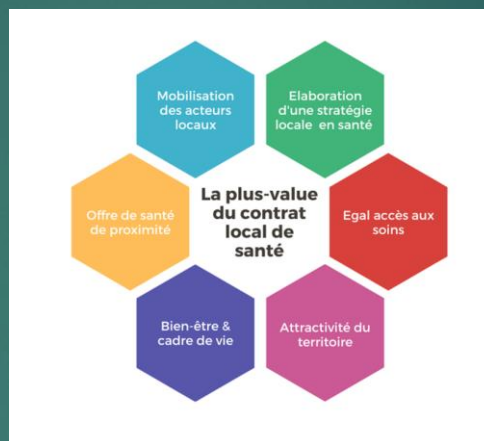 Mobilisation
des acteurs
locaux
Elaboration
d'une stratégie
locale en santé
Offre de santé
de proximité
La plus-value
du contrat
local de
santé
Egal accès aux
soins
Bien-être &
cadre de vie
Attractivité du
territoire